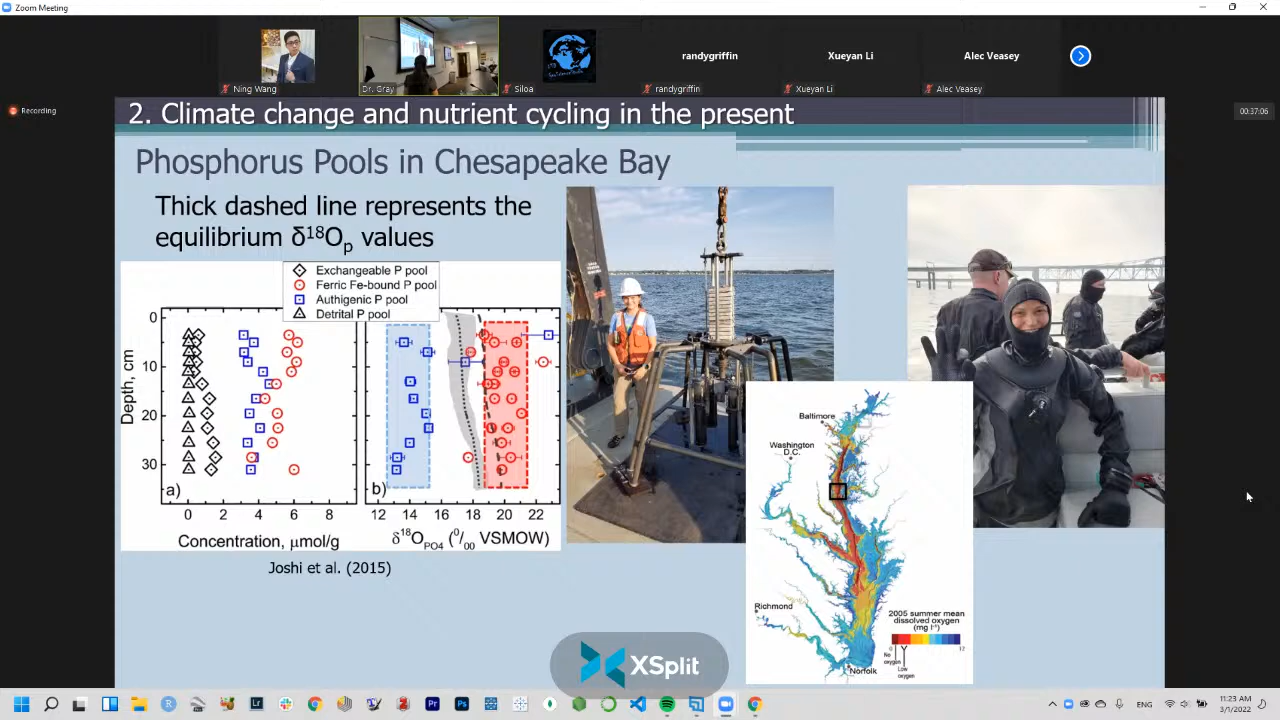 Zoom Meeting
Recording
Ning Wang
Dr. Gray
Siloa
randygriffin
randygriffin
Xueyan Li
Xueyan Li
Alec Veasey
Alec Veasey
00:37:06
2. Climate change and nutrient cycling in the present
Phosphorus Pools in Chesapeake Bay
Thick dashed line represents the
equilibrium δ¹⁸Oₚ values
Exchangeable P pool
Ferric Fe-bound P pool
Authigenic P pool
Detrital P pool
Depth, cm
0
10
20
30
a)
b)
0 2 4 6 8
12 14 16 18 20 22
Concentration, μmol/g
δ¹⁸O PO4 (⁰/₀₀ VSMOW)
Joshi et al. (2015)
Baltimore
Washington
D.C.
Richmond
Norfolk
2005 summer mean
dissolved oxygen
(mg l⁻¹)
0 12
No
oxygen
Low
oxygen
XSplit
11:23 AM
3/1/2022